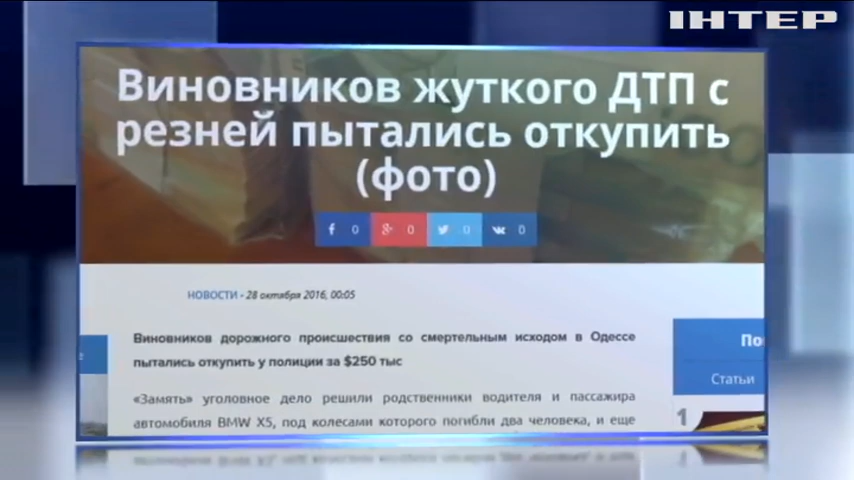 ІНТЕР
Виновников жуткого ДТП с
резней пытались откупить
(фото)
0 0 0 0
НОВОСТИ - 28 октября 2016, 00:05
Виновников дорожного происшествия со смертельным исходом в Одессе
пытались откупить у полиции за $250 тыс
«Замять» уголовное дело решили родственники водителя и пассажира
автомобиля BMW X5, под колесами которого погибли два человека, и еще
По
Статьи
1